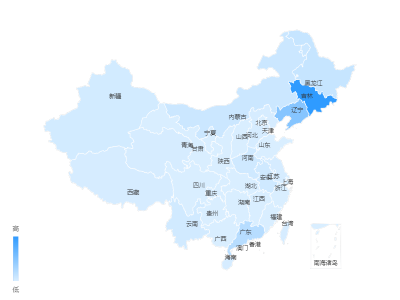 黑龙江
吉林
新疆
辽宁
内蒙古
北京
天津
宁夏
山西
河北
青海
甘肃
山东
陕西
河南
西藏
四川
重庆
湖北
安徽
江苏
上海
浙江
湖南
江西
贵州
云南
福建
台湾
广西
广东
香港
澳门
海南
南海诸岛
高
低